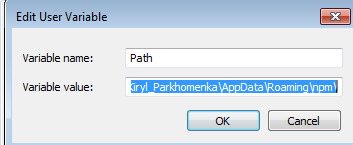 Edit User Variable
Variable name: Path
Variable value: Kiryl_Parkhomenka\AppData\Roaming\npm\
OK Cancel